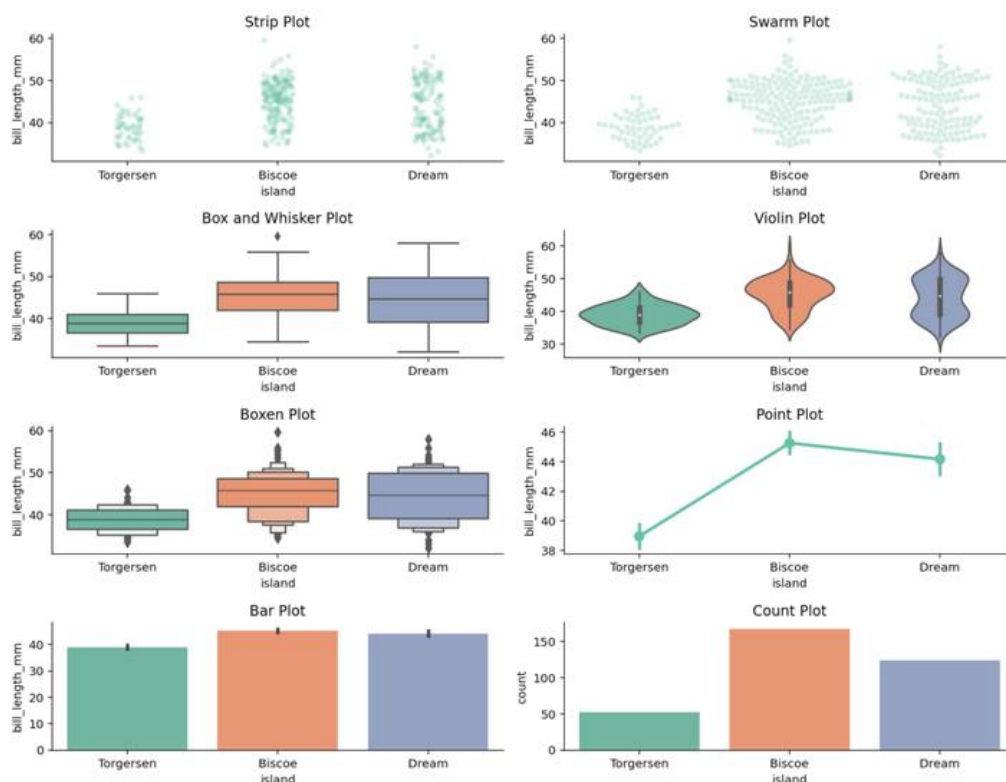 Strip Plot
60
50
40
bill_length_mm
Torgersen Biscoe Dream
island
Swarm Plot
60
50
40
bill_length_mm
Torgersen Biscoe Dream
island
Box and Whisker Plot
60
50
40
bill_length_mm
Torgersen Biscoe Dream
island
Violin Plot
60
50
40
30
bill_length_mm
Torgersen Biscoe Dream
island
Boxen Plot
60
50
40
bill_length_mm
Torgersen Biscoe Dream
island
Point Plot
46
44
42
40
38
bill_length_mm
Torgersen Biscoe Dream
island
Bar Plot
40
30
20
10
0
bill_length_mm
Torgersen Biscoe Dream
island
Count Plot
150
100
50
0
count
Torgersen Biscoe Dream
island